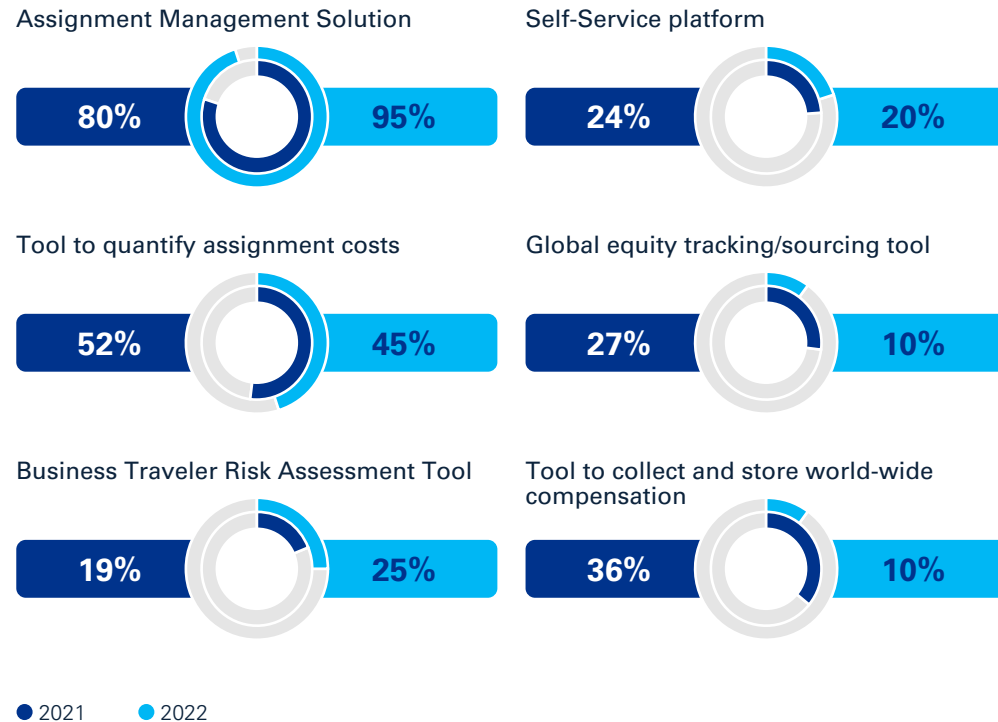 Assignment Management Solution
80%
95%
Self-Service platform
24%
20%
Tool to quantify assignment costs
52%
45%
Global equity tracking/sourcing tool
27%
10%
Business Traveler Risk Assessment Tool
19%
25%
Tool to collect and store world-wide
compensation
36%
10%
2021
2022